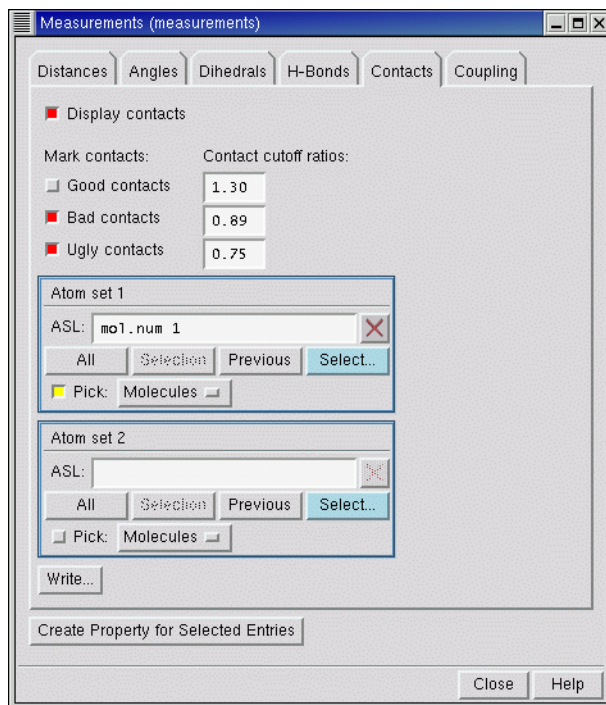 Measurements (measurements)
Distances Angles Dihedrals H-Bonds Contacts Coupling
Display contacts
Mark contacts: Contact cutoff ratios:
Good contacts 1.30
Bad contacts 0.89
Ugly contacts 0.75
Atom set 1
ASL: mol.num 1
All Selection Previous Select...
Pick: Molecules
Atom set 2
ASL:
All Selection Previous Select...
Pick: Molecules
Write...
Create Property for Selected Entries
Close Help